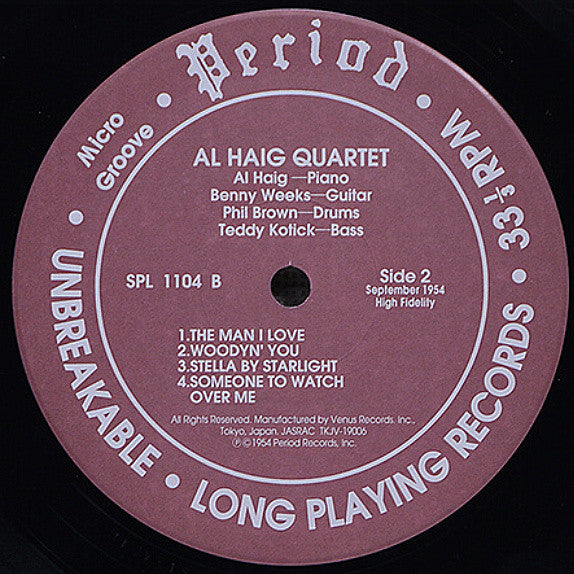 Period
Micro
Groove
33⅓ RPM
UNBREAKABLE • LONG PLAYING RECORDS
AL HAIG QUARTET
Al Haig—Piano
Benny Weeks—Guitar
Phil Brown—Drums
Teddy Kotick—Bass
SPL 1104 B
Side 2
September 1954
High Fidelity
1.THE MAN I LOVE
2.WOODYN' YOU
3.STELLA BY STARLIGHT
4.SOMEONE TO WATCH
OVER ME
All Rights Reserved. Manufactured by Venus Records. Inc.,
Tokyo, Japan. JASRAC TKJV-19006
℗ ©1954 Period Records, Inc.